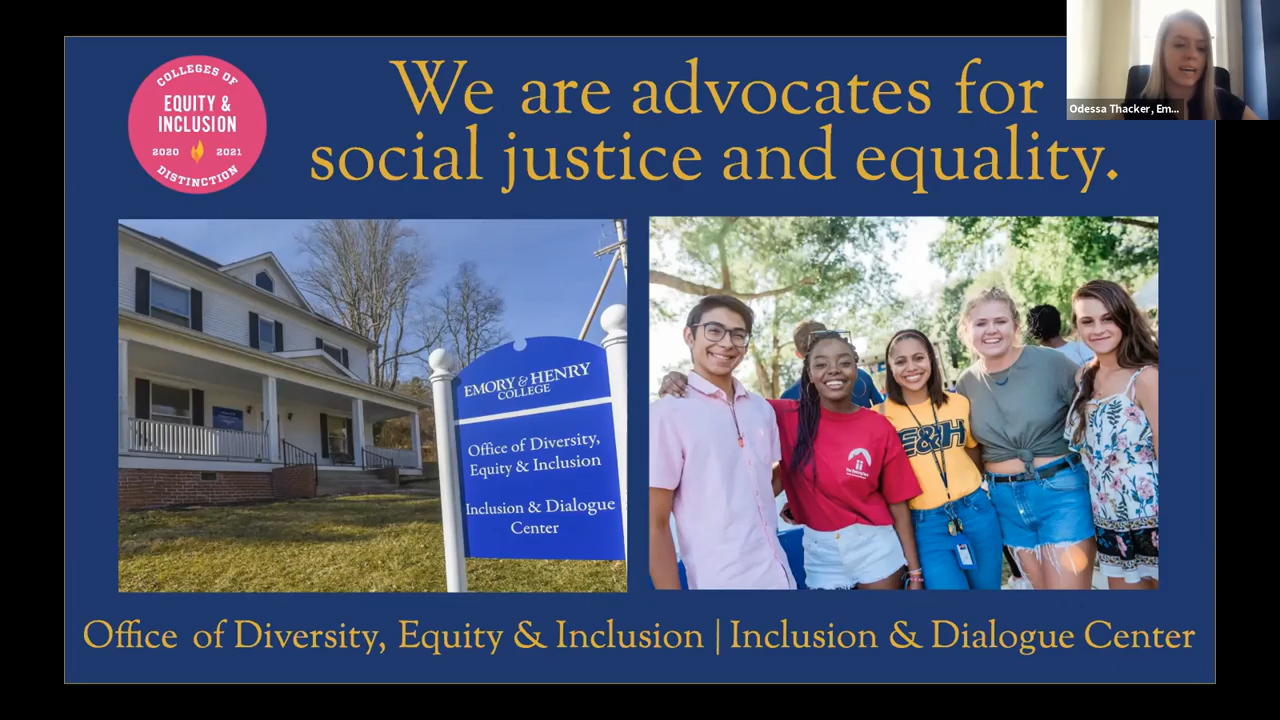 COLLEGES OF
EQUITY &
INCLUSION
2020 2021
DISTINCTION
We are advocates for
social justice and equality.
Odessa Thacker, Em...
EMORY & HENRY
COLLEGE
Office of Diversity,
Equity & Inclusion
Inclusion & Dialogue
Center
E&H
Office of Diversity, Equity & Inclusion | Inclusion & Dialogue Center